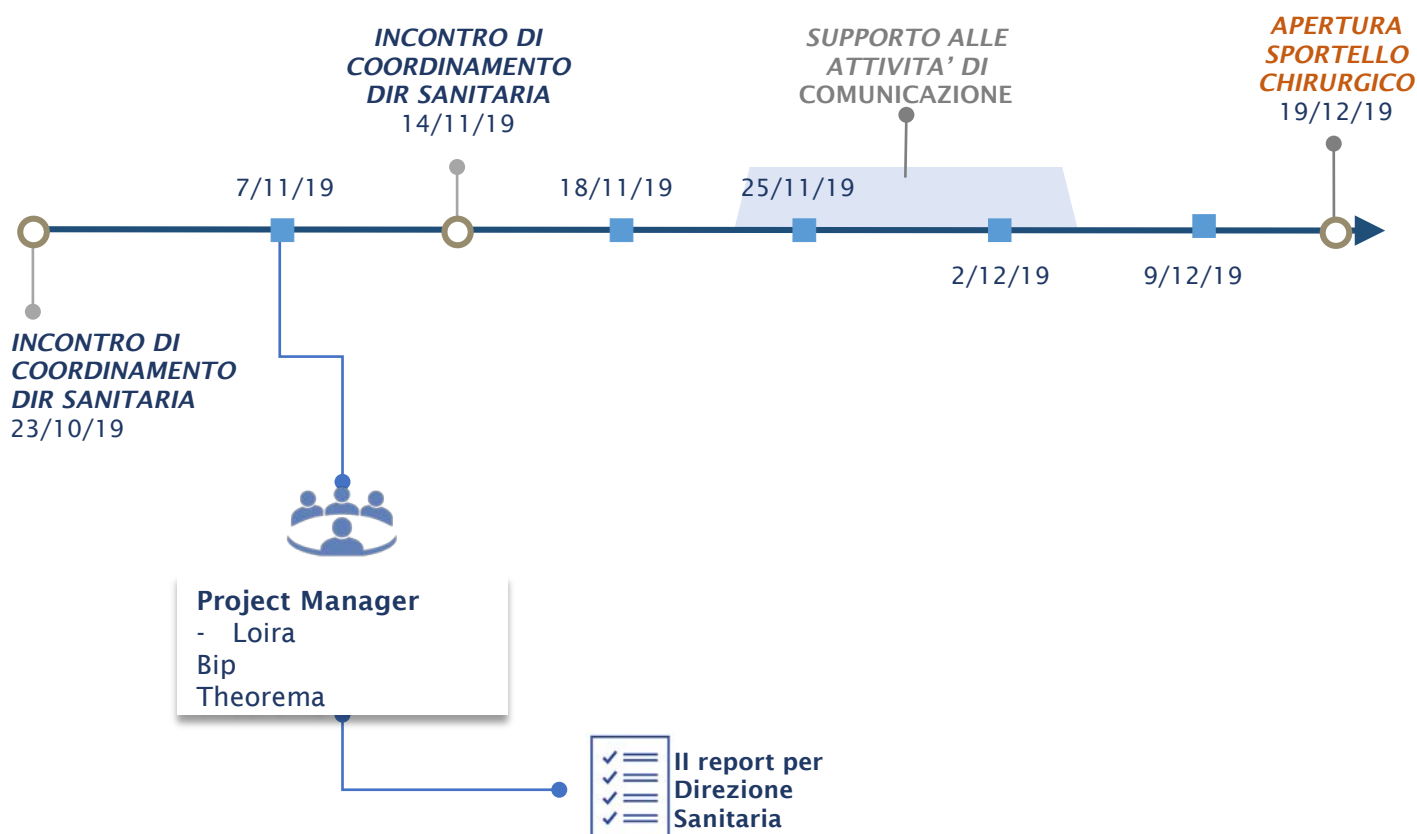 INCONTRO DI
COORDINAMENTO
DIR SANITARIA
14/11/19
SUPPORTO ALLE
ATTIVITA’ DI
COMUNICAZIONE
APERTURA
SPORTELLO
CHIRURGICO
19/12/19
7/11/19
18/11/19
25/11/19
2/12/19
9/12/19
INCONTRO DI
COORDINAMENTO
DIR SANITARIA
23/10/19
Project Manager
- Loira
Bip
Theorema
II report per
Direzione
Sanitaria